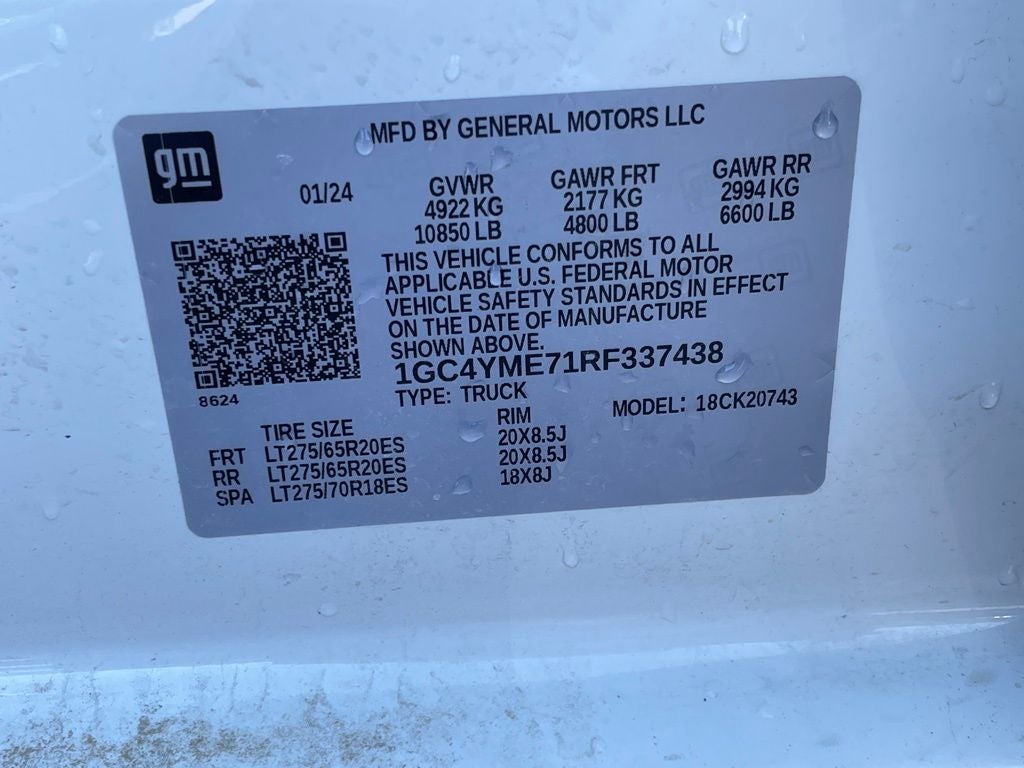 gm
MFD BY GENERAL MOTORS LLC
01/24
GVWR
4922 KG
10850 LB
GAWR FRT
2177 KG
4800 LB
GAWR RR
2994 KG
6600 LB
THIS VEHICLE CONFORMS TO ALL
APPLICABLE U.S. FEDERAL MOTOR
VEHICLE SAFETY STANDARDS IN EFFECT
ON THE DATE OF MANUFACTURE
SHOWN ABOVE.
1GC4YME71RF337438
8624
TYPE: TRUCK
MODEL: 18CK20743
TIRE SIZE RIM
FRT LT275/65R20ES 20X8.5J
RR LT275/65R20ES 20X8.5J
SPA LT275/70R18ES 18X8J